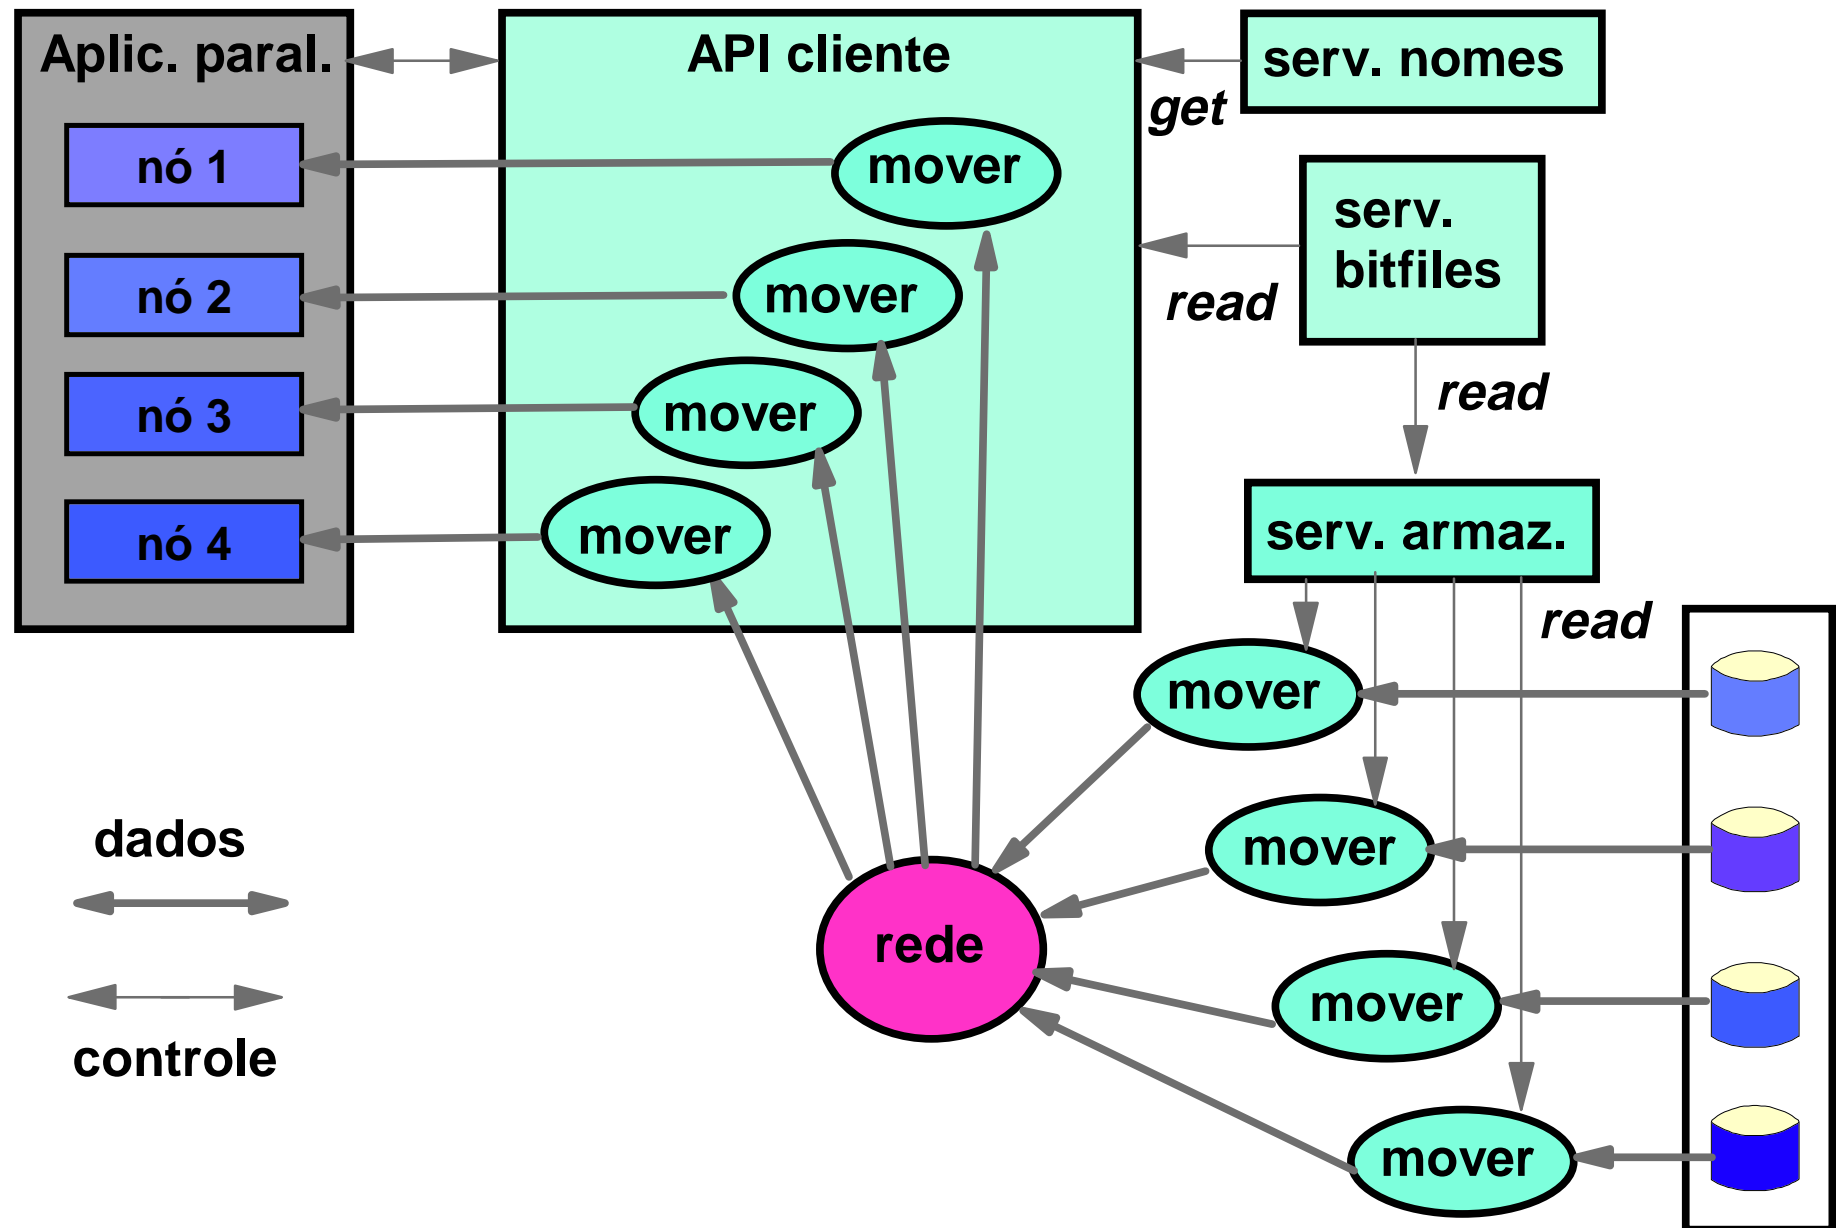 Aplic. paral.
API cliente
serv. nomes
get
nó 1
mover
serv.
bitfiles
nó 2
mover
read
read
nó 3
mover
nó 4
mover
serv. armaz.
read
mover
dados
mover
rede
mover
controle
mover